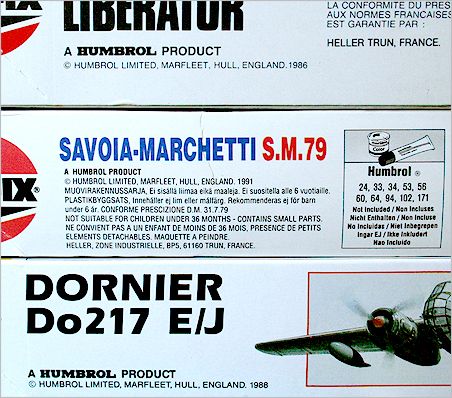 IX
LIBERATOR
A HUMBROL PRODUCT
© HUMBROL LIMITED, MARFLEET, HULL, ENGLAND.1986
LA CONFORMITÉ DU PRES
AUX NORMES FRANCAISES
EST GARANTIE PAR :
HELLER TRUN, FRANCE.
IX®
SAVOIA-MARCHETTI S.M.79
A HUMBROL PRODUCT
© HUMBROL LIMITED, MARFLEET, HULL, ENGLAND. 1991
MUOVIRAKENNUSSARJA. Ei sisällä liimaa eikä maaleja. Ei suositella alle 6 vuotiaille.
PLASTIKBYGGSATS. Innehåller ej lim eller målfärg. Rekommenderas ej för barn
under 6 år. CONFORME PRESCIZIONE D.M. 31.7.79
NOT SUITABLE FOR CHILDREN UNDER 36 MONTHS - CONTAINS SMALL PARTS.
NE CONVIENT PAS A UN ENFANT DE MOINS DE 36 MOIS, PRESENCE DE PETITS
ELEMENTS DETACHABLES. MAQUETTE A PEINDRE.
HELLER, ZONE INDUSTRIELLE, BP5, 61160 TRUN, FRANCE.
Humbrol®
24, 33, 34, 53, 56
60, 64, 94, 102, 171
Not Included / Non Incluses
Nicht Enthalten / Non Incluse
No Incluidas / Niet Inbegrepen
Ingar EJ / Ikke Inkludert
Nao Incluido
DORNIER
Do217 E/J
A HUMBROL PRODUCT
© HUMBROL LIMITED, MARFLEET, HULL, ENGLAND. 1988